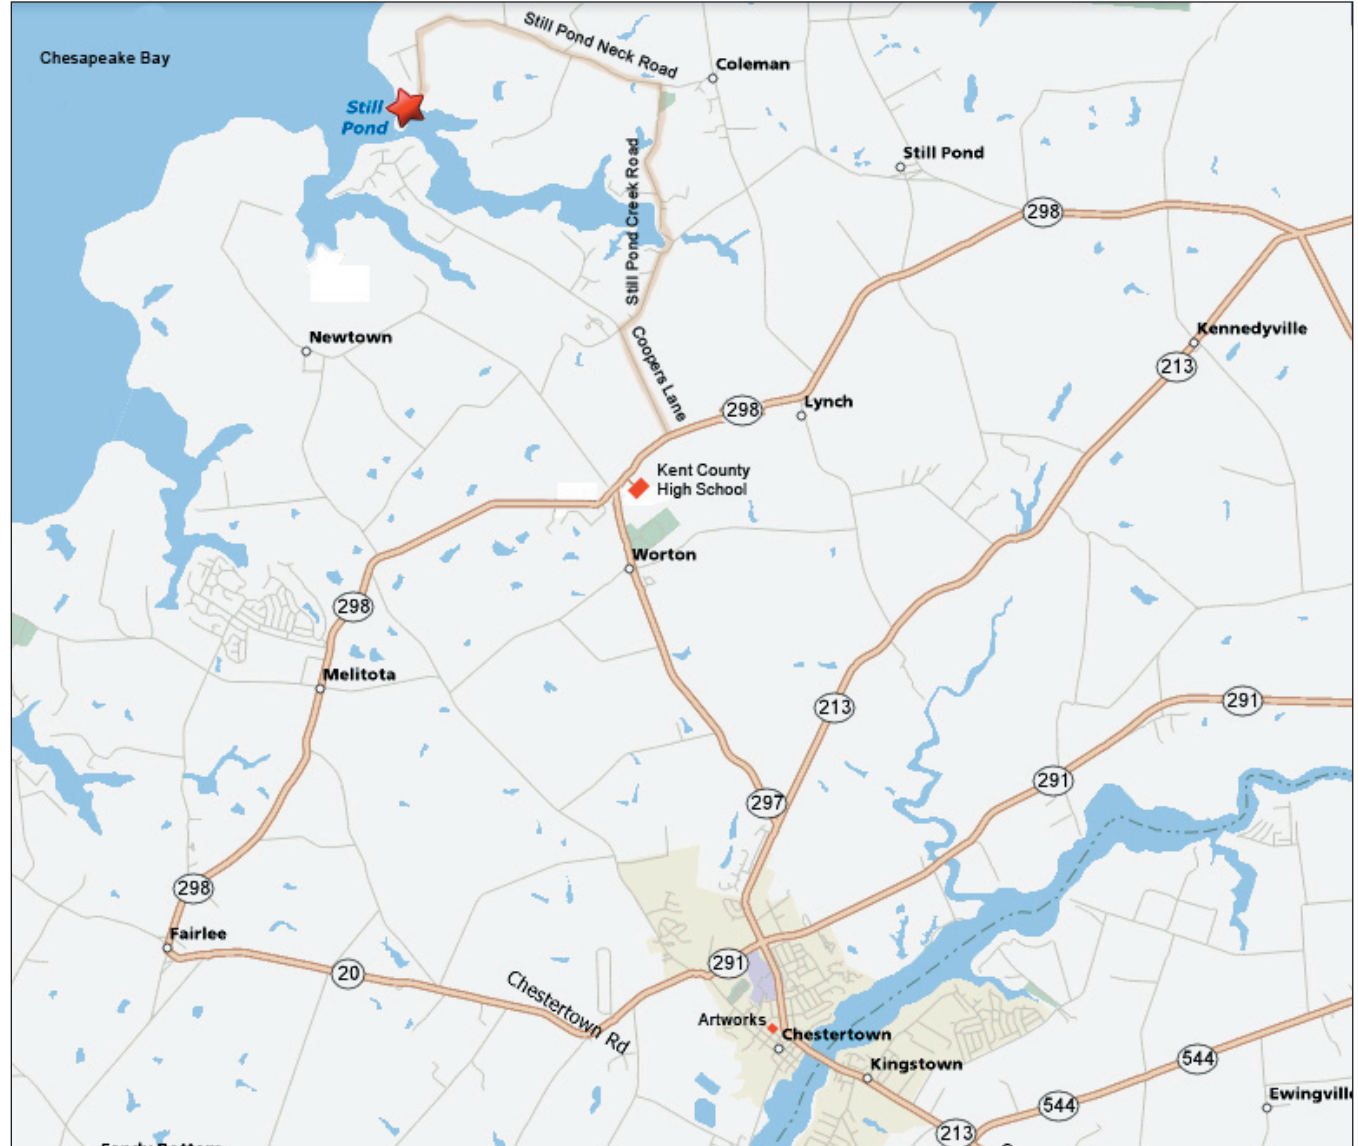 Still Pond Neck Road
Chesapeake Bay
Coleman
Still
Pond
Still Pond
Still Pond Creek Road
298
Newtown
Kennedyville
Coopers Lane
213
Lynch
298
Kent County
High School
Worton
298
Melitota
213
291
291
297
298
Fairlee
291
20
Chestertown Rd
Artworks
Chestertown
Kingstown
544
Ewingville
544
213